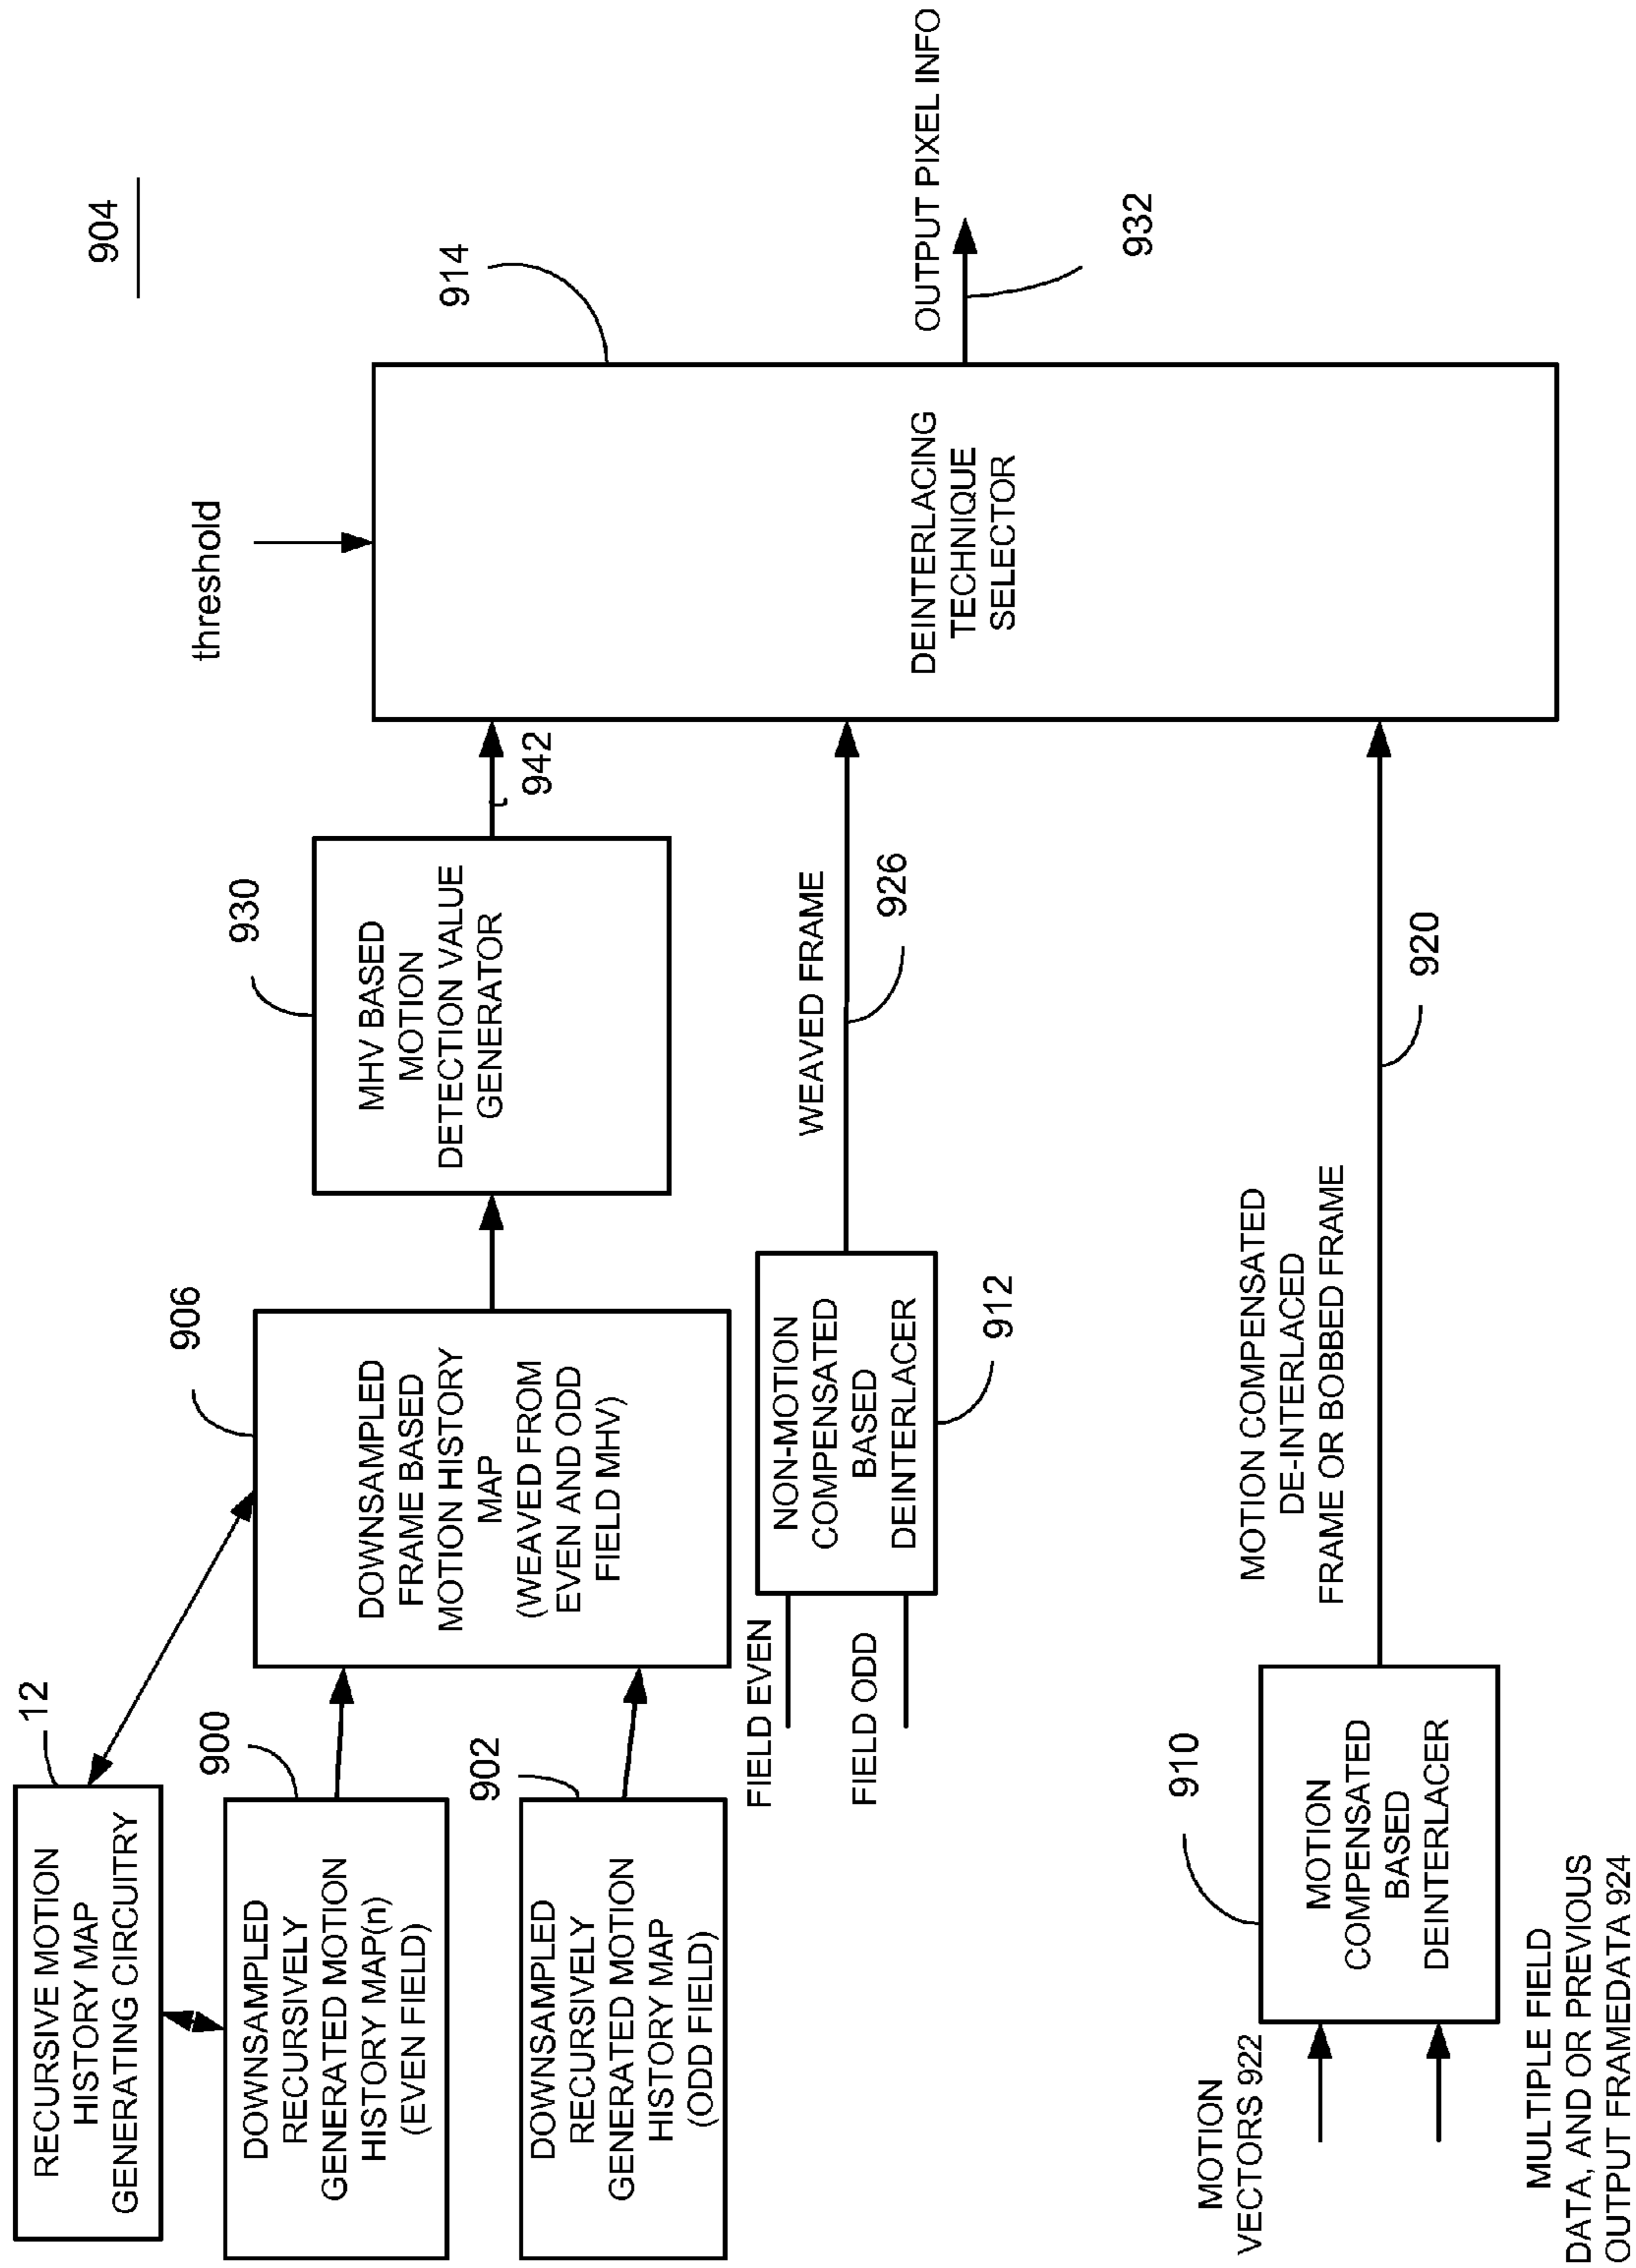 904
RECURSIVE MOTION
HISTORY MAP
GENERATING CIRCUITRY
12
DOWNSAMPLED
RECURSIVELY
GENERATED MOTION
HISTORY MAP(n)
(EVEN FIELD)
900
DOWNSAMPLED
RECURSIVELY
GENERATED MOTION
HISTORY MAP
(ODD FIELD)
902
DOWNSAMPLED
FRAME BASED
MOTION HISTORY
MAP
(WEAVED FROM
EVEN AND ODD
FIELD MHV)
906
MHV BASED
MOTION
DETECTION VALUE
GENERATOR
930
942
threshold
914
DEINTERLACING
TECHNIQUE
SELECTOR
OUTPUT PIXEL INFO
932
FIELD EVEN
FIELD ODD
NON-MOTION
COMPENSATED
BASED
DEINTERLACER
912
WEAVED FRAME
926
MOTION
VECTORS 922
MULTIPLE FIELD
DATA, AND OR PREVIOUS
OUTPUT FRAMEDATA 924
910
MOTION
COMPENSATED
BASED
DEINTERLACER
MOTION COMPENSATED
DE-INTERLACED
FRAME OR BOBBED FRAME
920